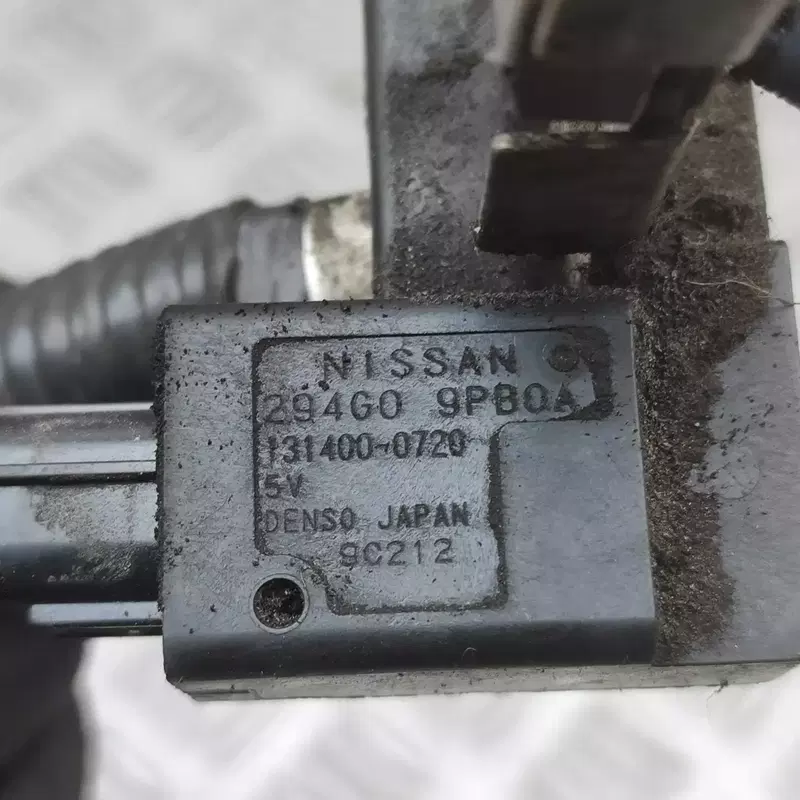 NISSAN
294G0 9PB0A
131400-0720
5V
DENSO JAPAN
9C212